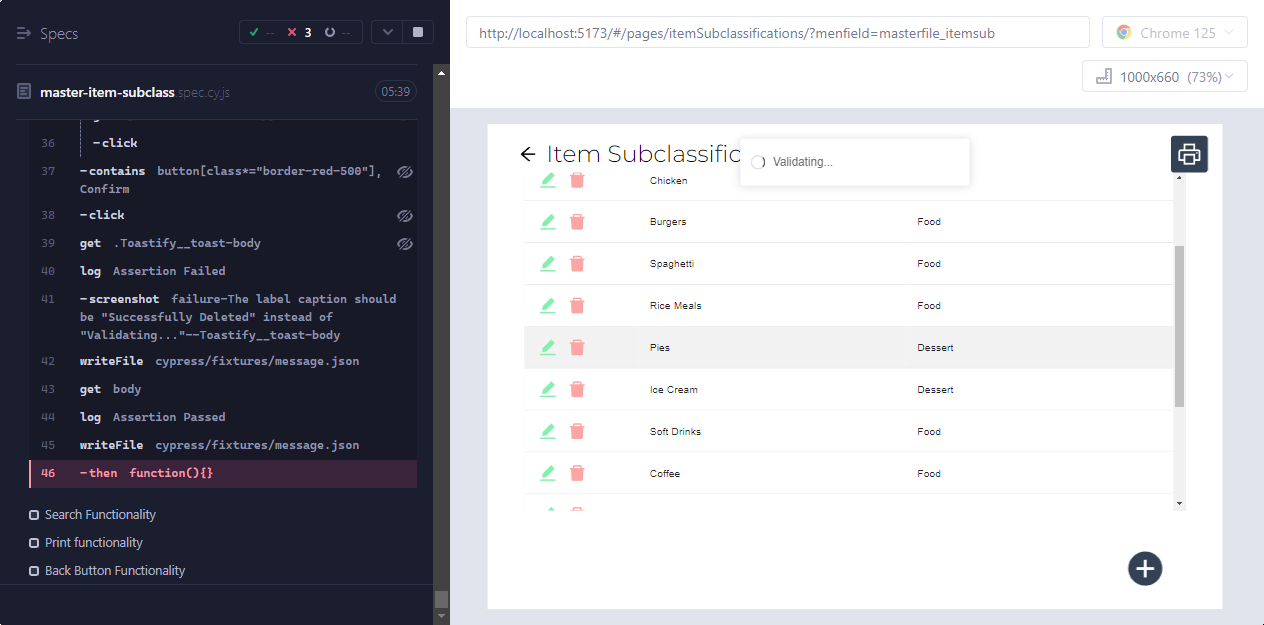 Specs
-- 3 --
master-item-subclass.spec.cy.js 05:39
36 -click
37 -contains button[class*="border-red-500"],
Confirm
38 -click
39 get .Toastify__toast-body
40 log Assertion Failed
41 -screenshot failure-The label caption should
be "Successfully Deleted" instead of
"Validating..."--Toastify__toast-body
42 writeFile cypress/fixtures/message.json
43 get body
44 log Assertion Passed
45 writeFile cypress/fixtures/message.json
46 -then function(){}
Search Functionality
Print functionality
Back Button Functionality
http://localhost:5173/#/pages/itemSubclassifications/?menfield=masterfile_itemsub
Chrome 125
1000x660 (73%)
Item Subclassific
Validating...
Chicken
Burgers Food
Spaghetti Food
Rice Meals Food
Pies Dessert
Ice Cream Dessert
Soft Drinks Food
Coffee Food